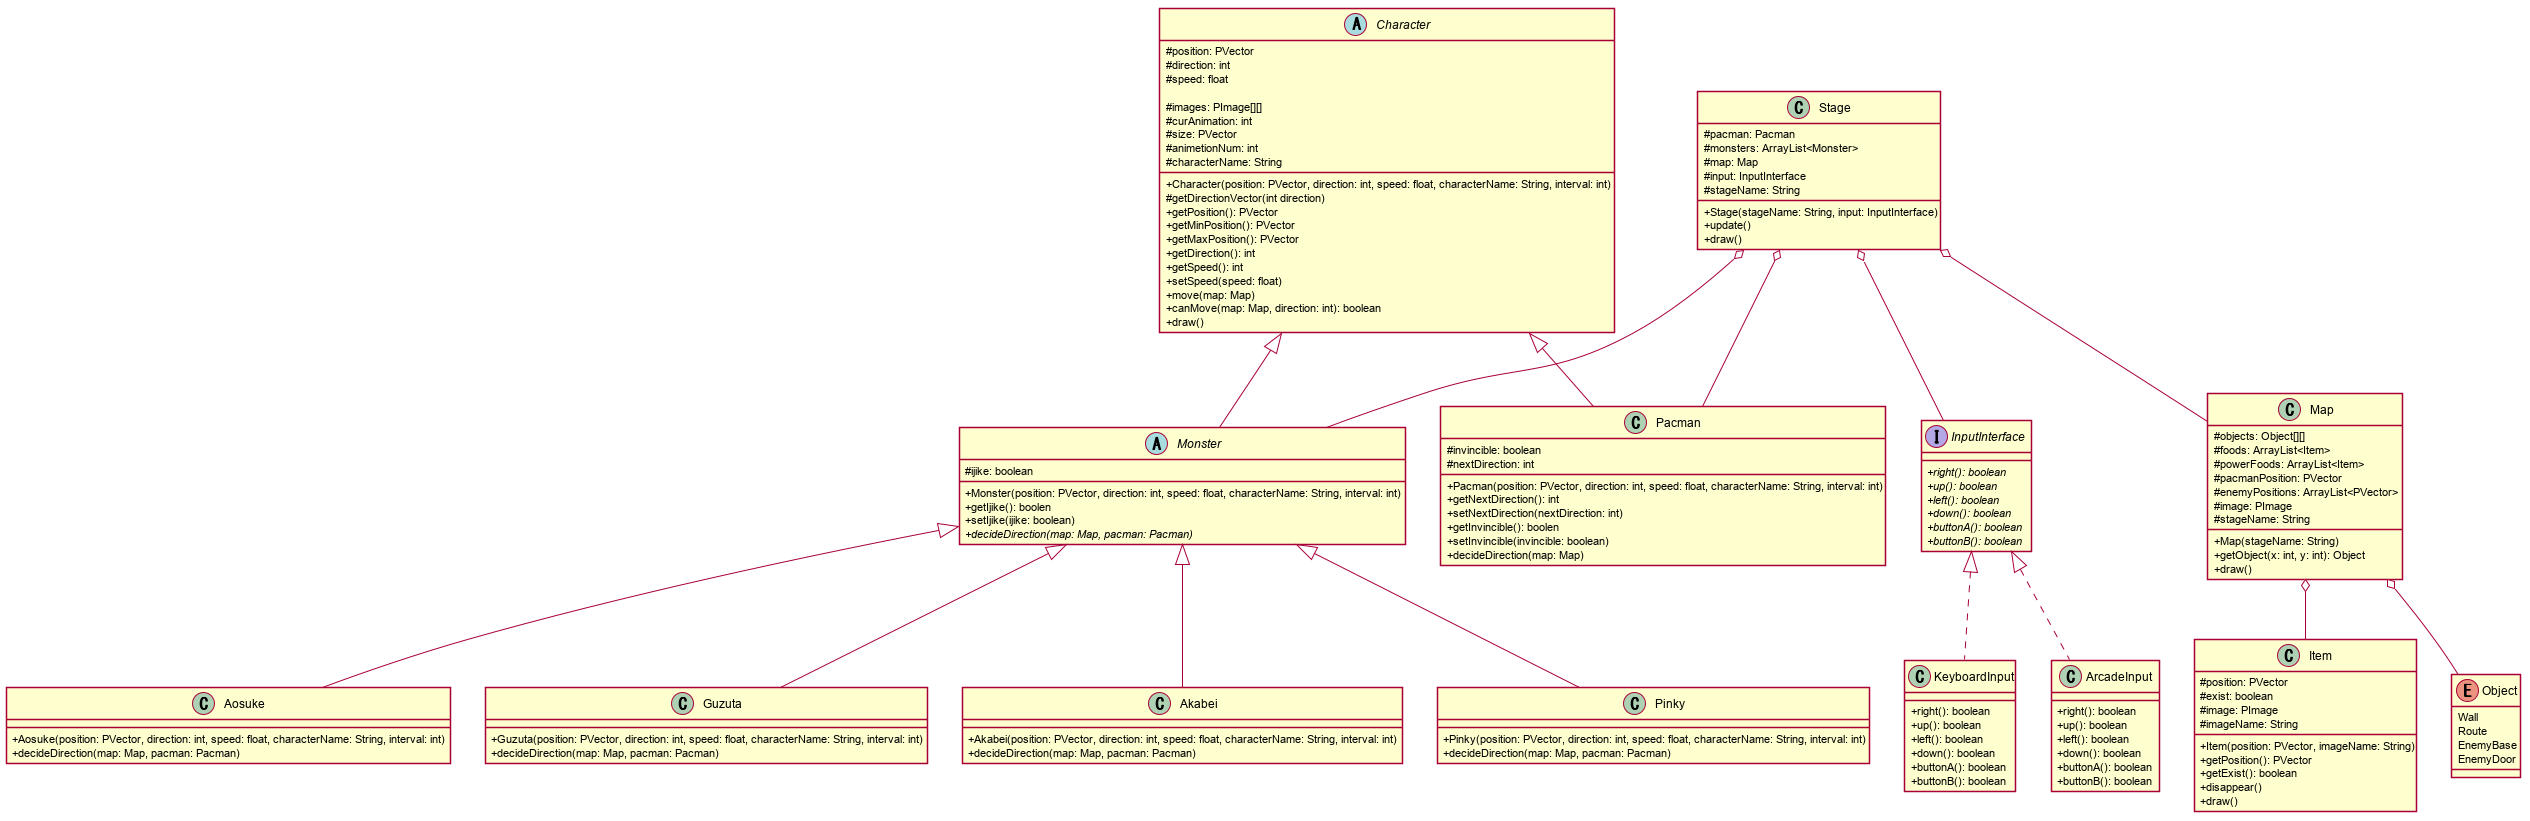 A Character
#position: PVector
#direction: int
#speed: float
#images: PImage[][]
#curAnimation: int
#size: PVector
#animetionNum: int
#characterName: String
+Character(position: PVector, direction: int, speed: float, characterName: String, interval: int)
#getDirectionVector(int direction)
+getPosition(): PVector
+getMinPosition(): PVector
+getMaxPosition(): PVector
+getDirection(): int
+getSpeed(): int
+setSpeed(speed: float)
+move(map: Map)
+canMove(map: Map, direction: int): boolean
+draw()
C Stage
#pacman: Pacman
#monsters: ArrayList<Monster>
#map: Map
#input: InputInterface
#stageName: String
+Stage(stageName: String, input: InputInterface)
+update()
+draw()
A Monster
#ijike: boolean
+Monster(position: PVector, direction: int, speed: float, characterName: String, interval: int)
+getIjike(): boolen
+setIjike(ijike: boolean)
+decideDirection(map: Map, pacman: Pacman)
C Pacman
#invincible: boolean
#nextDirection: int
+Pacman(position: PVector, direction: int, speed: float, characterName: String, interval: int)
+getNextDirection(): int
+setNextDirection(nextDirection: int)
+getInvincible(): boolen
+setInvincible(invincible: boolean)
+decideDirection(map: Map)
I InputInterface
+right(): boolean
+up(): boolean
+left(): boolean
+down(): boolean
+buttonA(): boolean
+buttonB(): boolean
C Map
#objects: Object[][]
#foods: ArrayList<Item>
#powerFoods: ArrayList<Item>
#pacmanPosition: PVector
#enemyPositions: ArrayList<PVector>
#image: PImage
#stageName: String
+Map(stageName: String)
+getObject(x: int, y: int): Object
+draw()
C Aosuke
+Aosuke(position: PVector, direction: int, speed: float, characterName: String, interval: int)
+decideDirection(map: Map, pacman: Pacman)
C Guzuta
+Guzuta(position: PVector, direction: int, speed: float, characterName: String, interval: int)
+decideDirection(map: Map, pacman: Pacman)
C Akabei
+Akabei(position: PVector, direction: int, speed: float, characterName: String, interval: int)
+decideDirection(map: Map, pacman: Pacman)
C Pinky
+Pinky(position: PVector, direction: int, speed: float, characterName: String, interval: int)
+decideDirection(map: Map, pacman: Pacman)
C KeyboardInput
+right(): boolean
+up(): boolean
+left(): boolean
+down(): boolean
+buttonA(): boolean
+buttonB(): boolean
C ArcadeInput
+right(): boolean
+up(): boolean
+left(): boolean
+down(): boolean
+buttonA(): boolean
+buttonB(): boolean
C Item
#position: PVector
#exist: boolean
#image: PImage
#imageName: String
+Item(position: PVector, imageName: String)
+getPosition(): PVector
+getExist(): boolean
+disappear()
+draw()
E Object
Wall
Route
EnemyBase
EnemyDoor